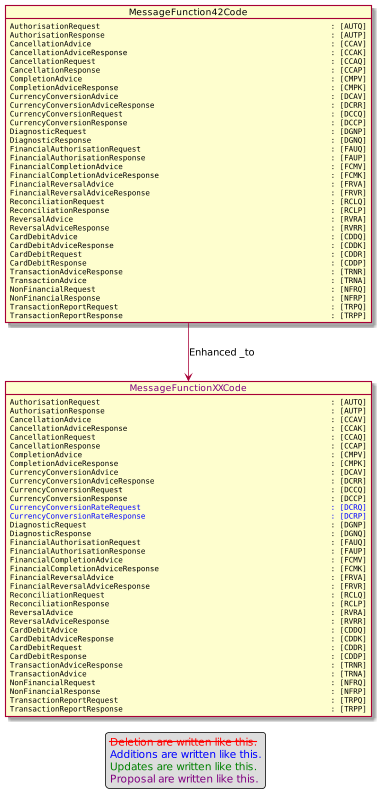 MessageFunction42Code
AuthorisationRequest : [AUTQ]
AuthorisationResponse : [AUTP]
CancellationAdvice : [CCAV]
CancellationAdviceResponse : [CCAK]
CancellationRequest : [CCAQ]
CancellationResponse : [CCAP]
CompletionAdvice : [CMPV]
CompletionAdviceResponse : [CMPK]
CurrencyConversionAdvice : [DCAV]
CurrencyConversionAdviceResponse : [DCRR]
CurrencyConversionRequest : [DCCQ]
CurrencyConversionResponse : [DCCP]
DiagnosticRequest : [DGNP]
DiagnosticResponse : [DGNQ]
FinancialAuthorisationRequest : [FAUQ]
FinancialAuthorisationResponse : [FAUP]
FinancialCompletionAdvice : [FCMV]
FinancialCompletionAdviceResponse : [FCMK]
FinancialReversalAdvice : [FRVA]
FinancialReversalAdviceResponse : [FRVR]
ReconciliationRequest : [RCLQ]
ReconciliationResponse : [RCLP]
ReversalAdvice : [RVRA]
ReversalAdviceResponse : [RVRR]
CardDebitAdvice : [CDDQ]
CardDebitAdviceResponse : [CDDK]
CardDebitRequest : [CDDR]
CardDebitResponse : [CDDP]
TransactionAdviceResponse : [TRNR]
TransactionAdvice : [TRNA]
NonFinancialRequest : [NFRQ]
NonFinancialResponse : [NFRP]
TransactionReportRequest : [TRPQ]
TransactionReportResponse : [TRPP]
Enhanced _to
MessageFunctionXXCode
AuthorisationRequest : [AUTQ]
AuthorisationResponse : [AUTP]
CancellationAdvice : [CCAV]
CancellationAdviceResponse : [CCAK]
CancellationRequest : [CCAQ]
CancellationResponse : [CCAP]
CompletionAdvice : [CMPV]
CompletionAdviceResponse : [CMPK]
CurrencyConversionAdvice : [DCAV]
CurrencyConversionAdviceResponse : [DCRR]
CurrencyConversionRequest : [DCCQ]
CurrencyConversionResponse : [DCCP]
CurrencyConversionRateRequest : [DCRQ]
CurrencyConversionRateResponse : [DCRP]
DiagnosticRequest : [DGNP]
DiagnosticResponse : [DGNQ]
FinancialAuthorisationRequest : [FAUQ]
FinancialAuthorisationResponse : [FAUP]
FinancialCompletionAdvice : [FCMV]
FinancialCompletionAdviceResponse : [FCMK]
FinancialReversalAdvice : [FRVA]
FinancialReversalAdviceResponse : [FRVR]
ReconciliationRequest : [RCLQ]
ReconciliationResponse : [RCLP]
ReversalAdvice : [RVRA]
ReversalAdviceResponse : [RVRR]
CardDebitAdvice : [CDDQ]
CardDebitAdviceResponse : [CDDK]
CardDebitRequest : [CDDR]
CardDebitResponse : [CDDP]
TransactionAdviceResponse : [TRNR]
TransactionAdvice : [TRNA]
NonFinancialRequest : [NFRQ]
NonFinancialResponse : [NFRP]
TransactionReportRequest : [TRPQ]
TransactionReportResponse : [TRPP]
Deletion are written like this.
Additions are written like this.
Updates are written like this.
Proposal are written like this.